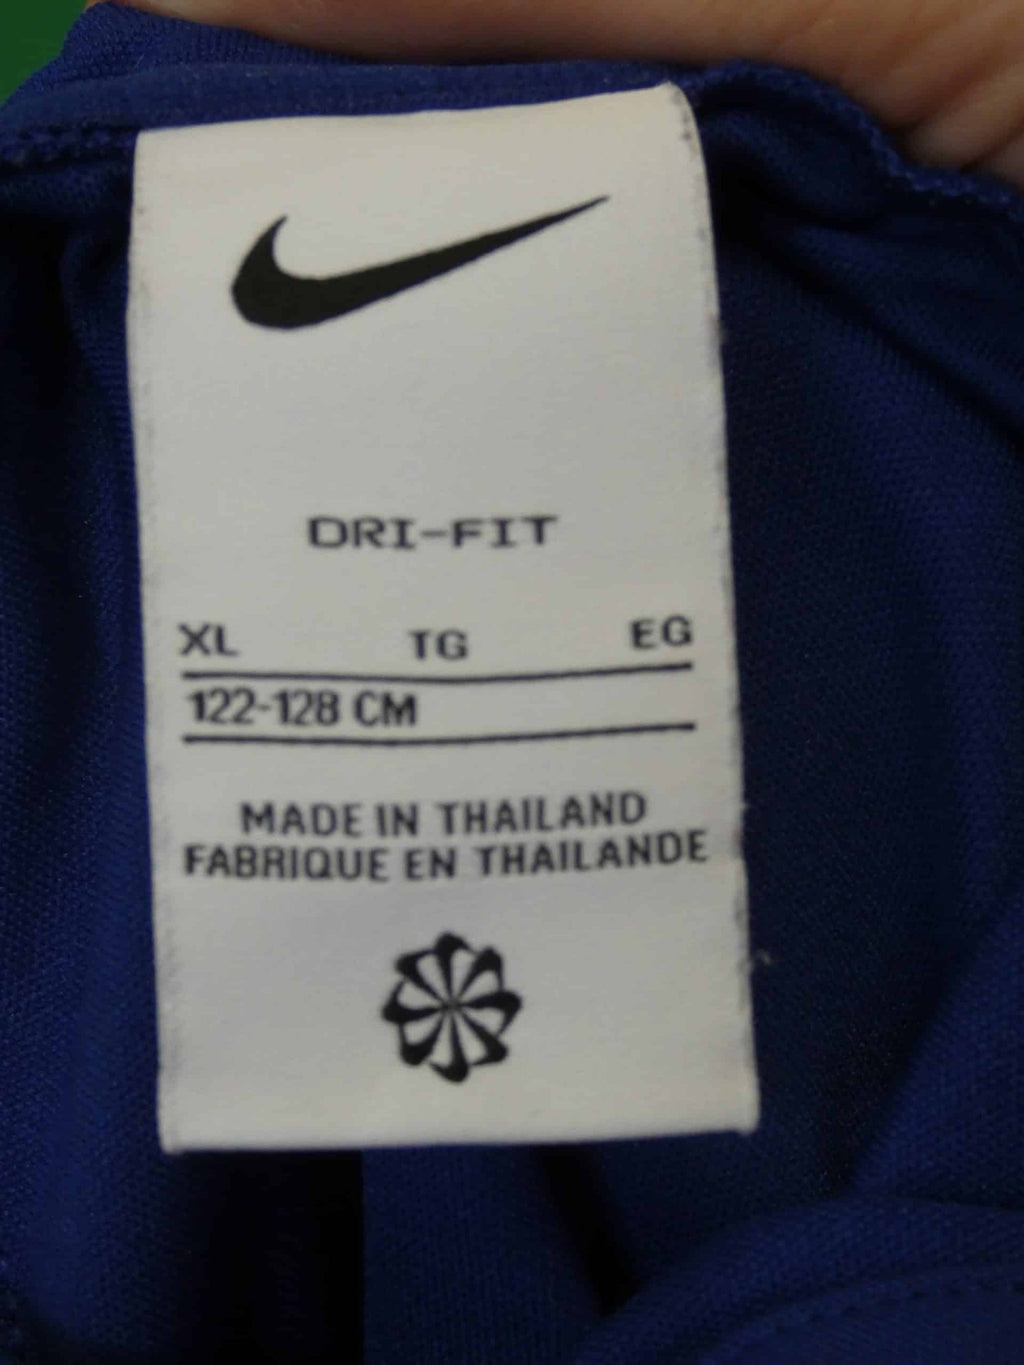 DRI-FIT
XL TG EG
122-128 CM
MADE IN THAILAND
FABRIQUE EN THAILANDE